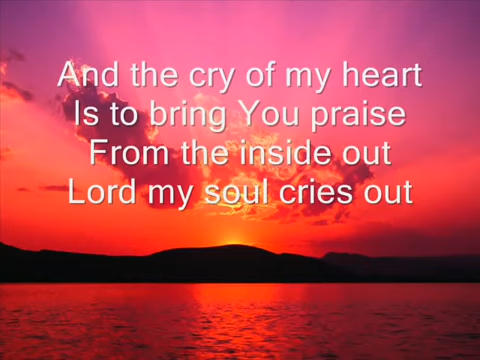 And the cry of my heart
Is to bring You praise
From the inside out
Lord my soul cries out